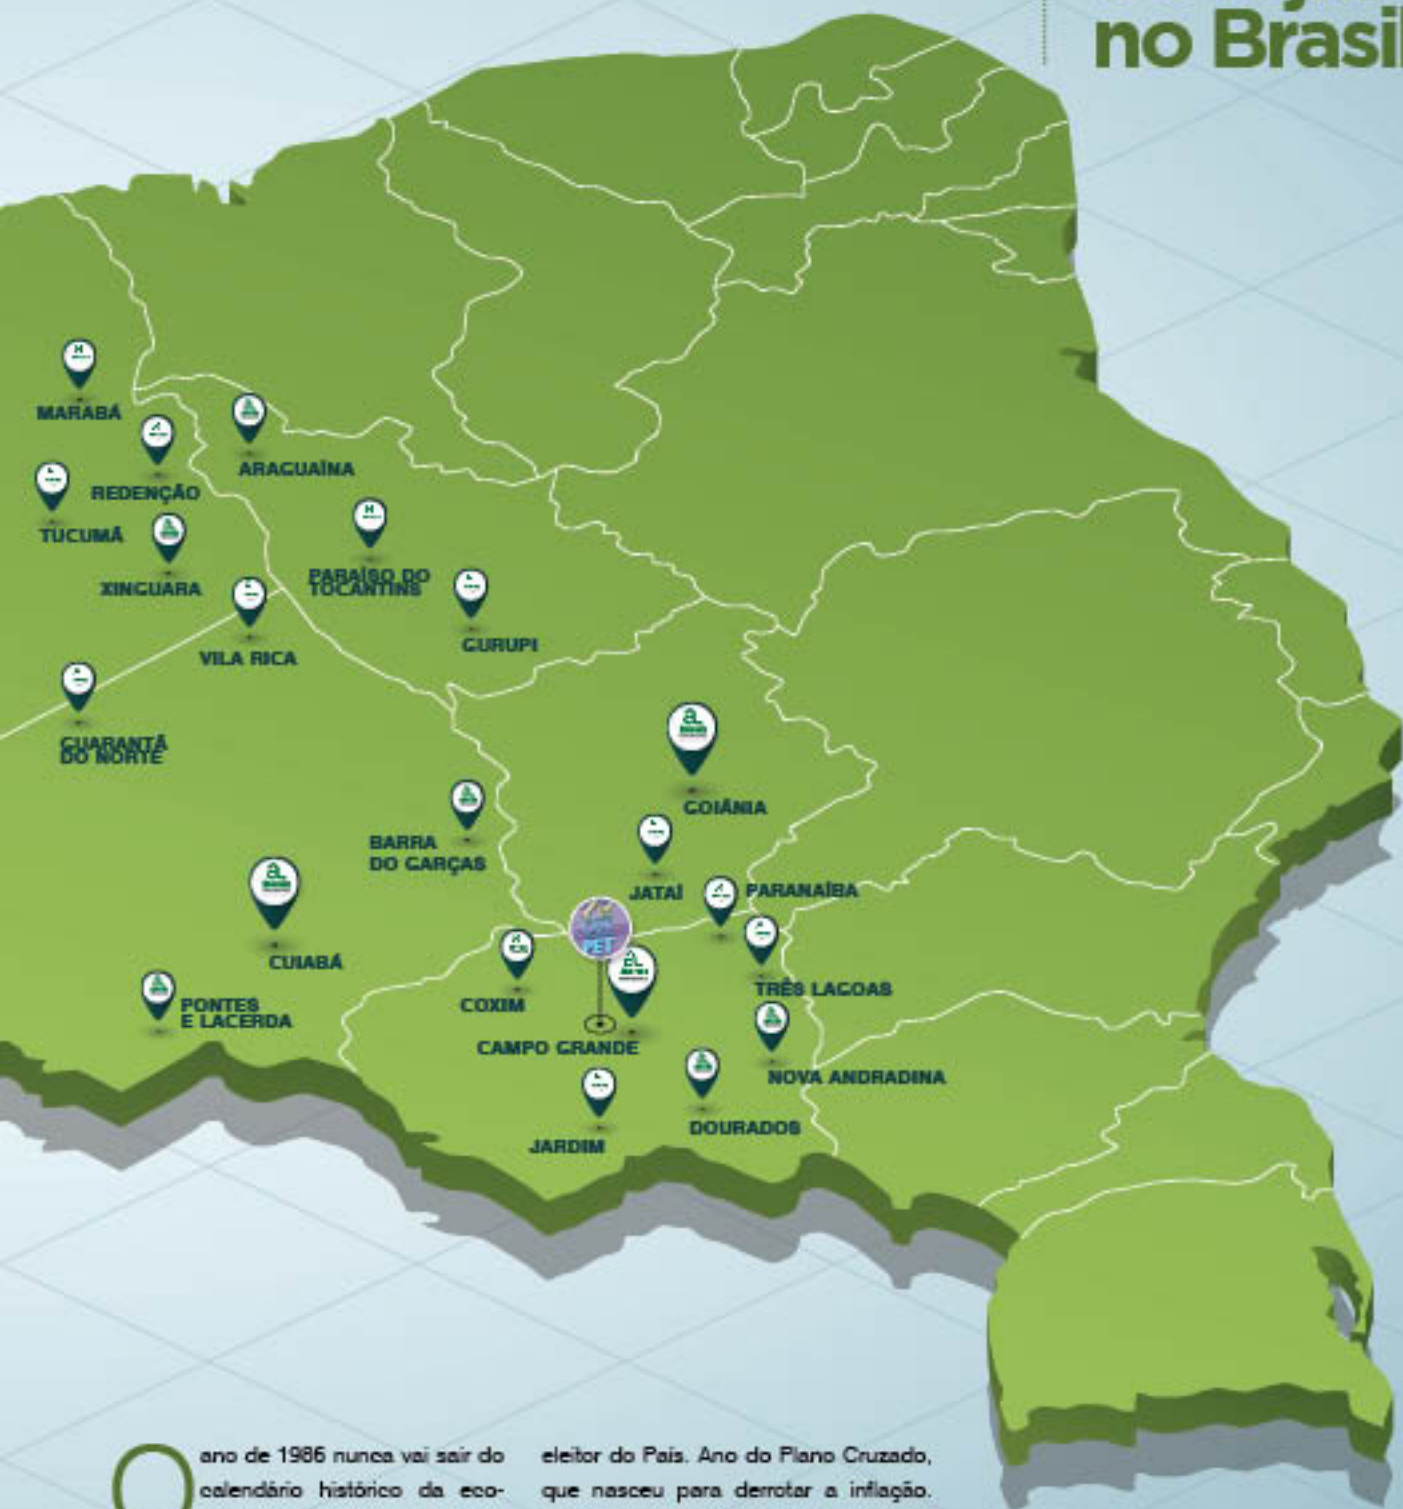 no Brasil
MARABÁ
ARAGUAÍNA
REDENÇÃO
TUCUMÃ
XINGUARA
PARAÍSO DO
TOCANTINS
GURUPI
VILA RICA
GUARANTÃ
DO NORTE
GOIÂNIA
BARRA
DO GARÇAS
JATAÍ
PARANAÍBA
CUIABÁ
PET
COXIM
TRÊS LAGOAS
PONTES
E LACERDA
CAMPO GRANDE
NOVA ANDRADINA
DOURADOS
JARDIM
O ano de 1986 nunca vai sair do
calendário histórico da eco-
eleitor do País. Ano do Plano Cruzado,
que nasceu para derrotar a inflação.